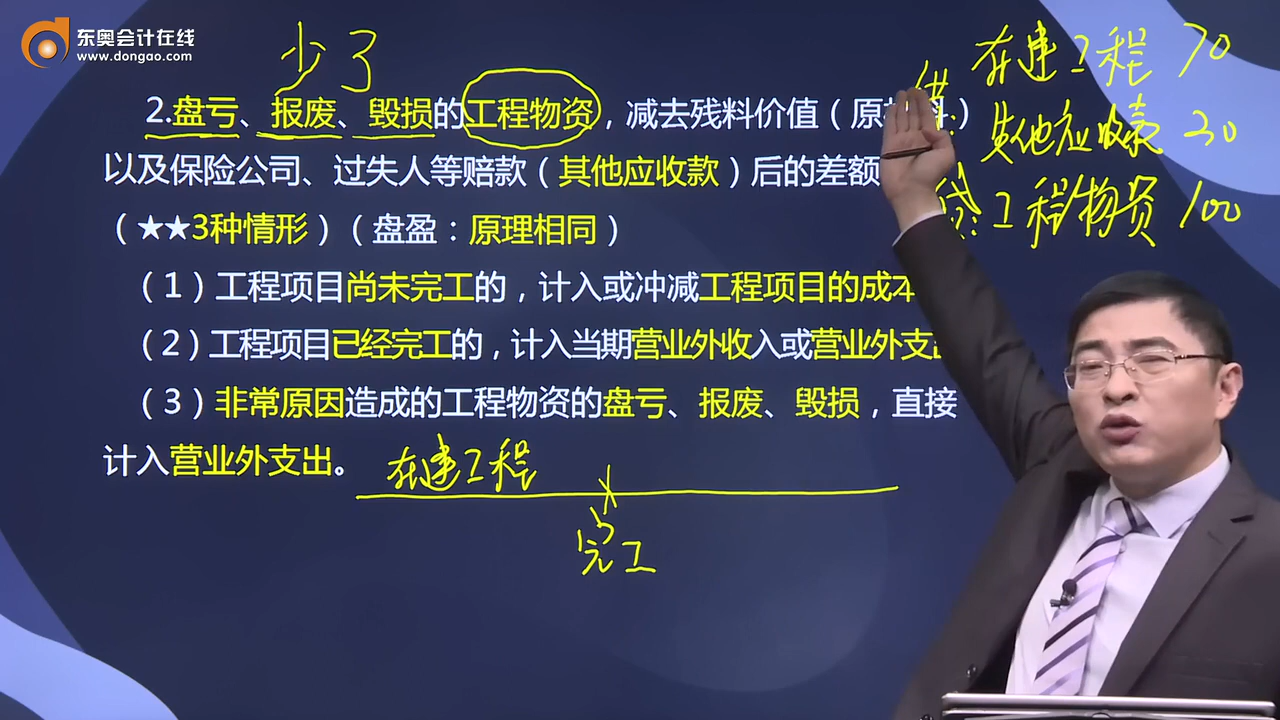 东奥会计在线
www.dongao.com
少了
2.盘亏、报废、毁损的工程物资，减去残料价值（原材料）
以及保险公司、过失人等赔款（其他应收款）后的差额
（★★3种情形）（盘盈：原理相同）
（1）工程项目尚未完工的，计入或冲减工程项目的成本
（2）工程项目已经完工的，计入当期营业外收入或营业外支出
（3）非常原因造成的工程物资的盘亏、报废、毁损，直接
计入营业外支出。
在建工程
完工
借：在建工程 70
其他应收款 30
贷：工程物资 100